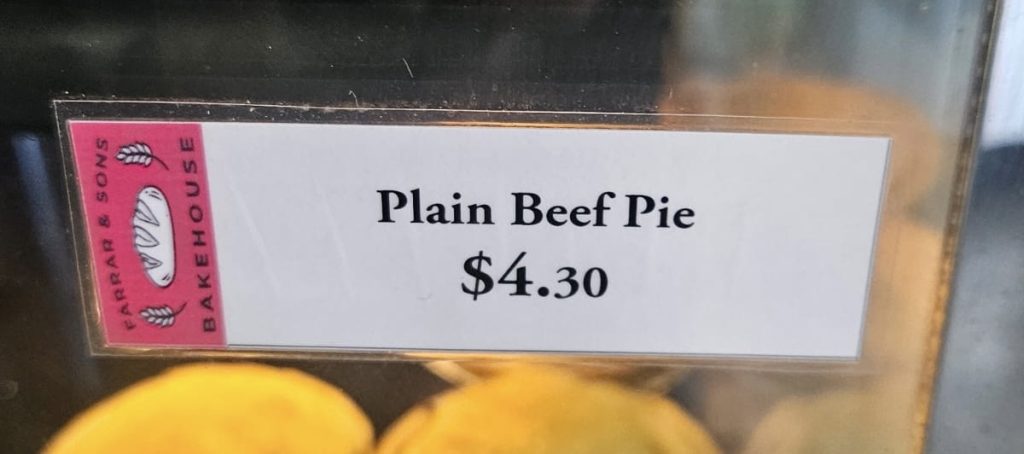 FARRAR & SONS
BAKEHOUSE
Plain Beef Pie
$4.30